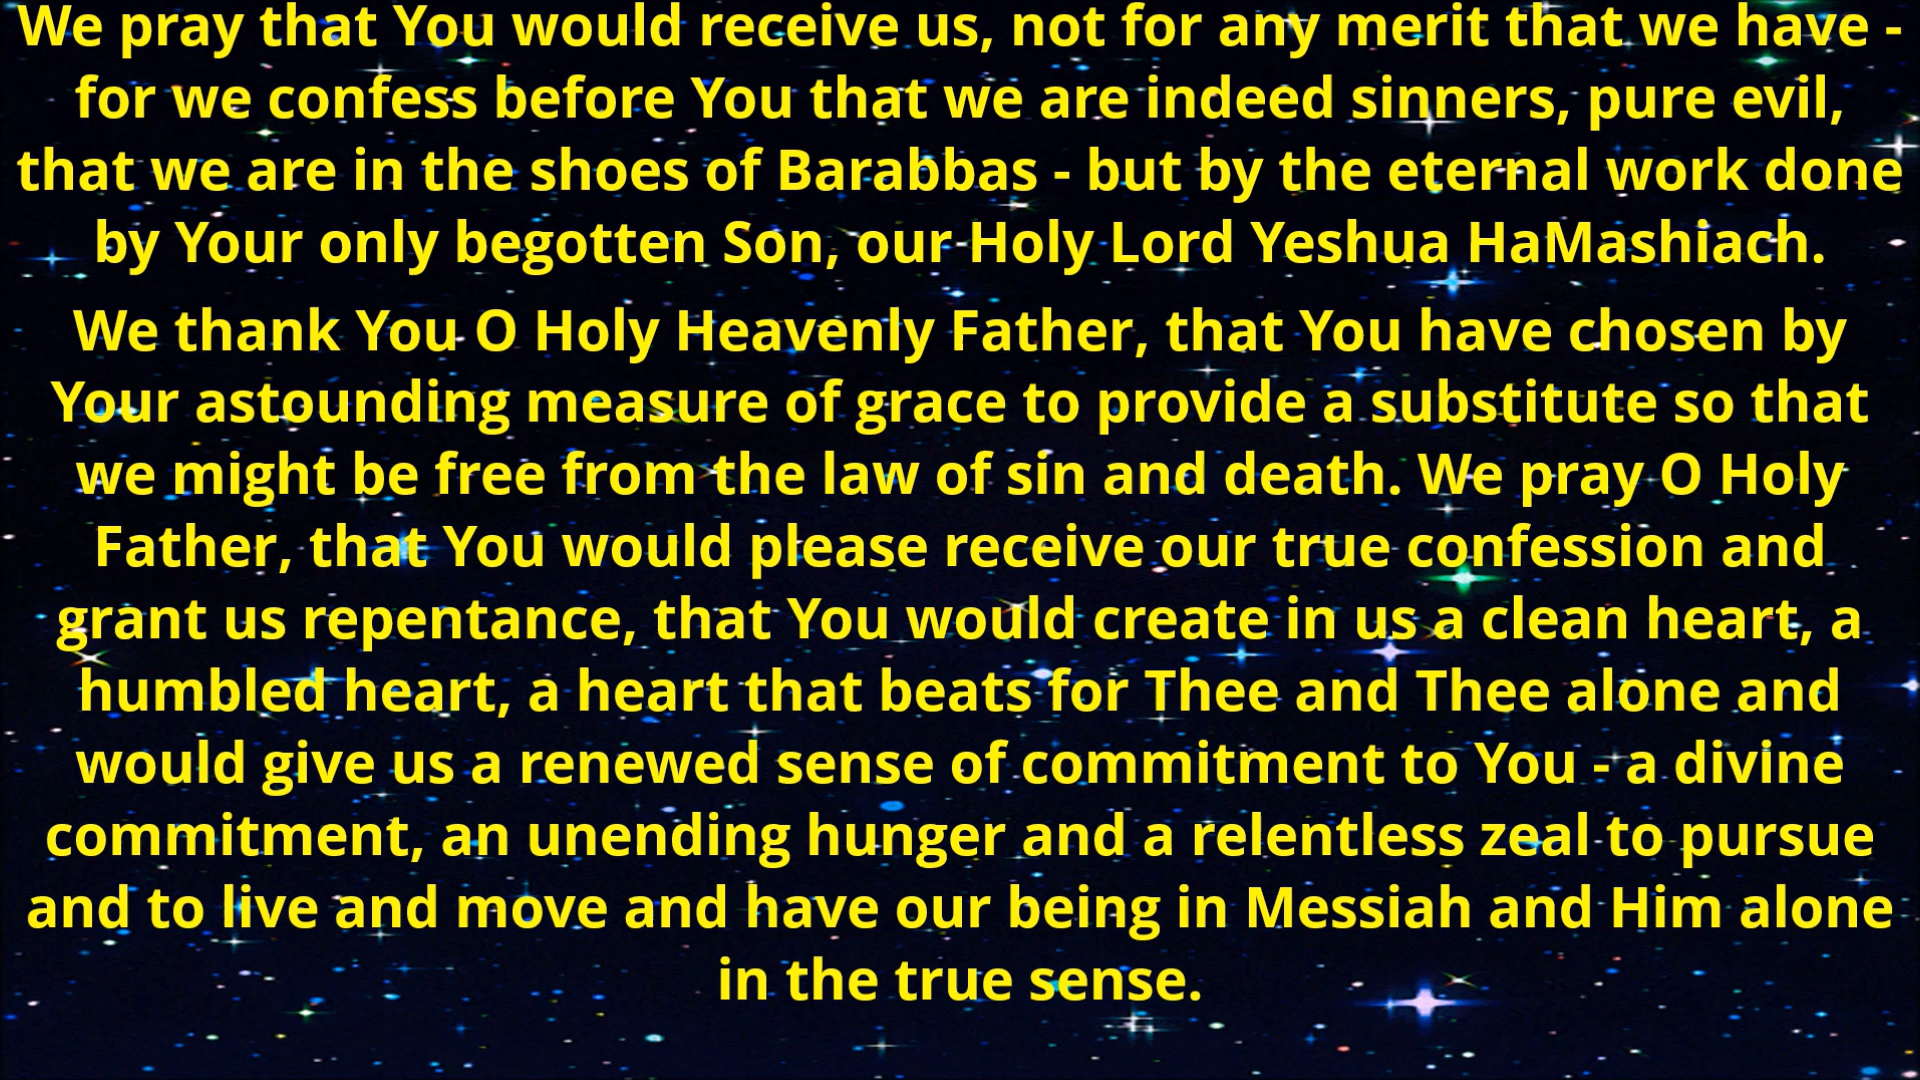 We pray that You would receive us, not for any merit that we have -
for we confess before You that we are indeed sinners, pure evil,
that we are in the shoes of Barabbas - but by the eternal work done
by Your only begotten Son, our Holy Lord Yeshua HaMashiach.
We thank You O Holy Heavenly Father, that You have chosen by
Your astounding measure of grace to provide a substitute so that
we might be free from the law of sin and death. We pray O Holy
Father, that You would please receive our true confession and
grant us repentance, that You would create in us a clean heart, a
humbled heart, a heart that beats for Thee and Thee alone and
would give us a renewed sense of commitment to You - a divine
commitment, an unending hunger and a relentless zeal to pursue
and to live and move and have our being in Messiah and Him alone
in the true sense.